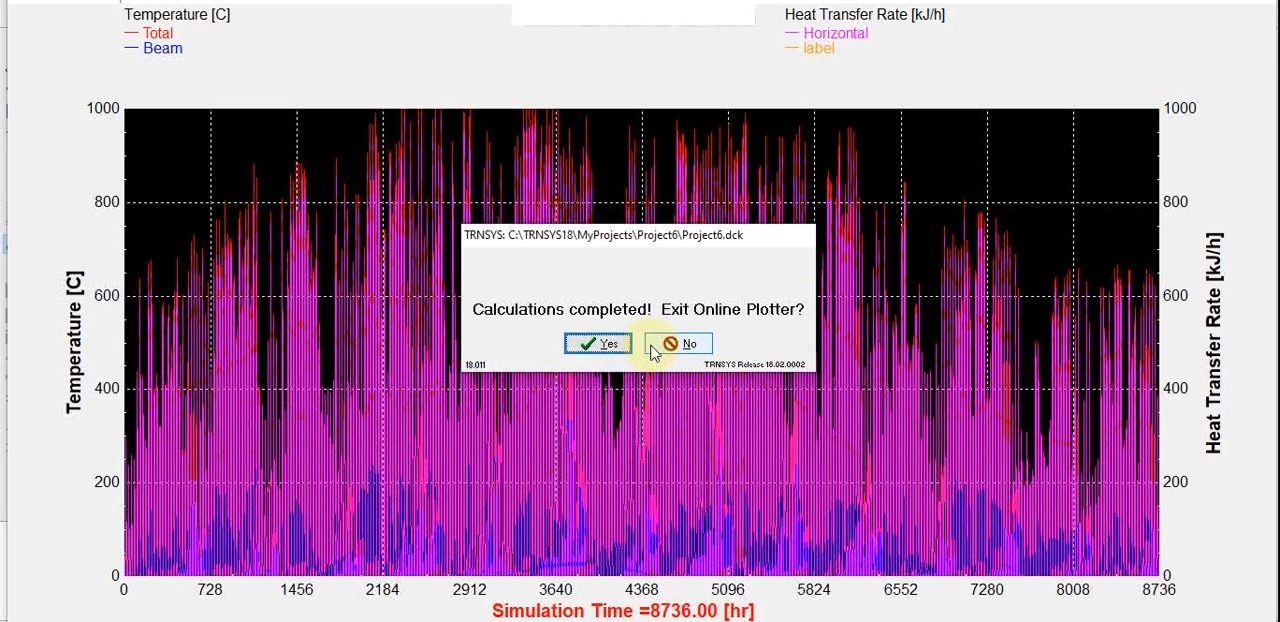 Temperature [C]
Total
Beam
Heat Transfer Rate [kJ/h]
Horizontal
label
1000
800
600
400
200
0
Temperature [C]
TRNSYS: C:\TRNSYS18\MyProjects\Project6\Project6.dck
Calculations completed! Exit Online Plotter?
Yes
No
18.011
TRNSYS Release 18.02.0002
1000
800
600
400
200
0
Heat Transfer Rate [kJ/h]
0 728 1456 2184 2912 3640 4368 5096 5824 6552 7280 8008 8736
Simulation Time =8736.00 [hr]